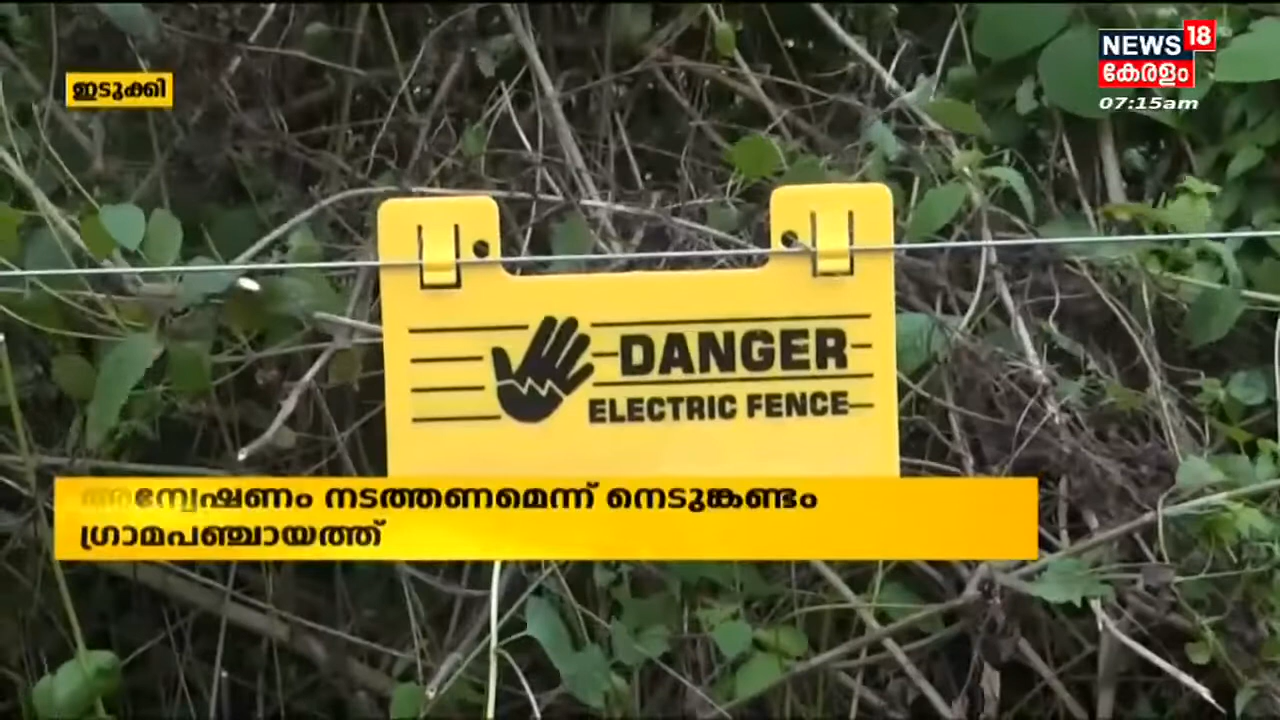 NEWS 18
കേരളം
07:15am
ഇടുക്കി
DANGER
ELECTRIC FENCE
അന്വേഷണം നടത്തണമെന്ന് നെടുങ്കണ്ടം
ഗ്രാമപഞ്ചായത്ത്